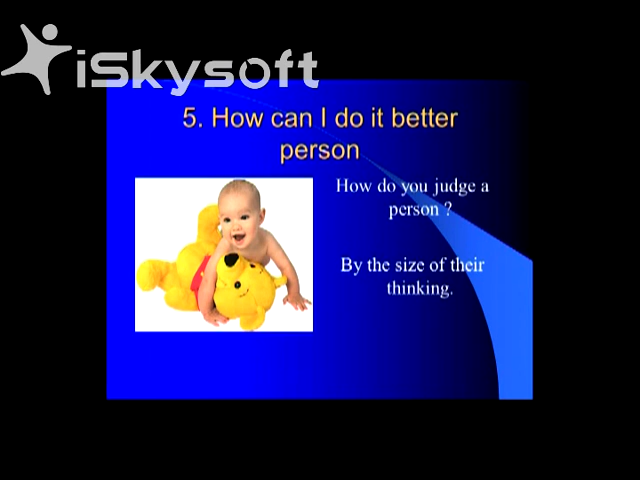 iSkysoft
5. How can I do it better
person
How do you judge a
person ?
By the size of their
thinking.